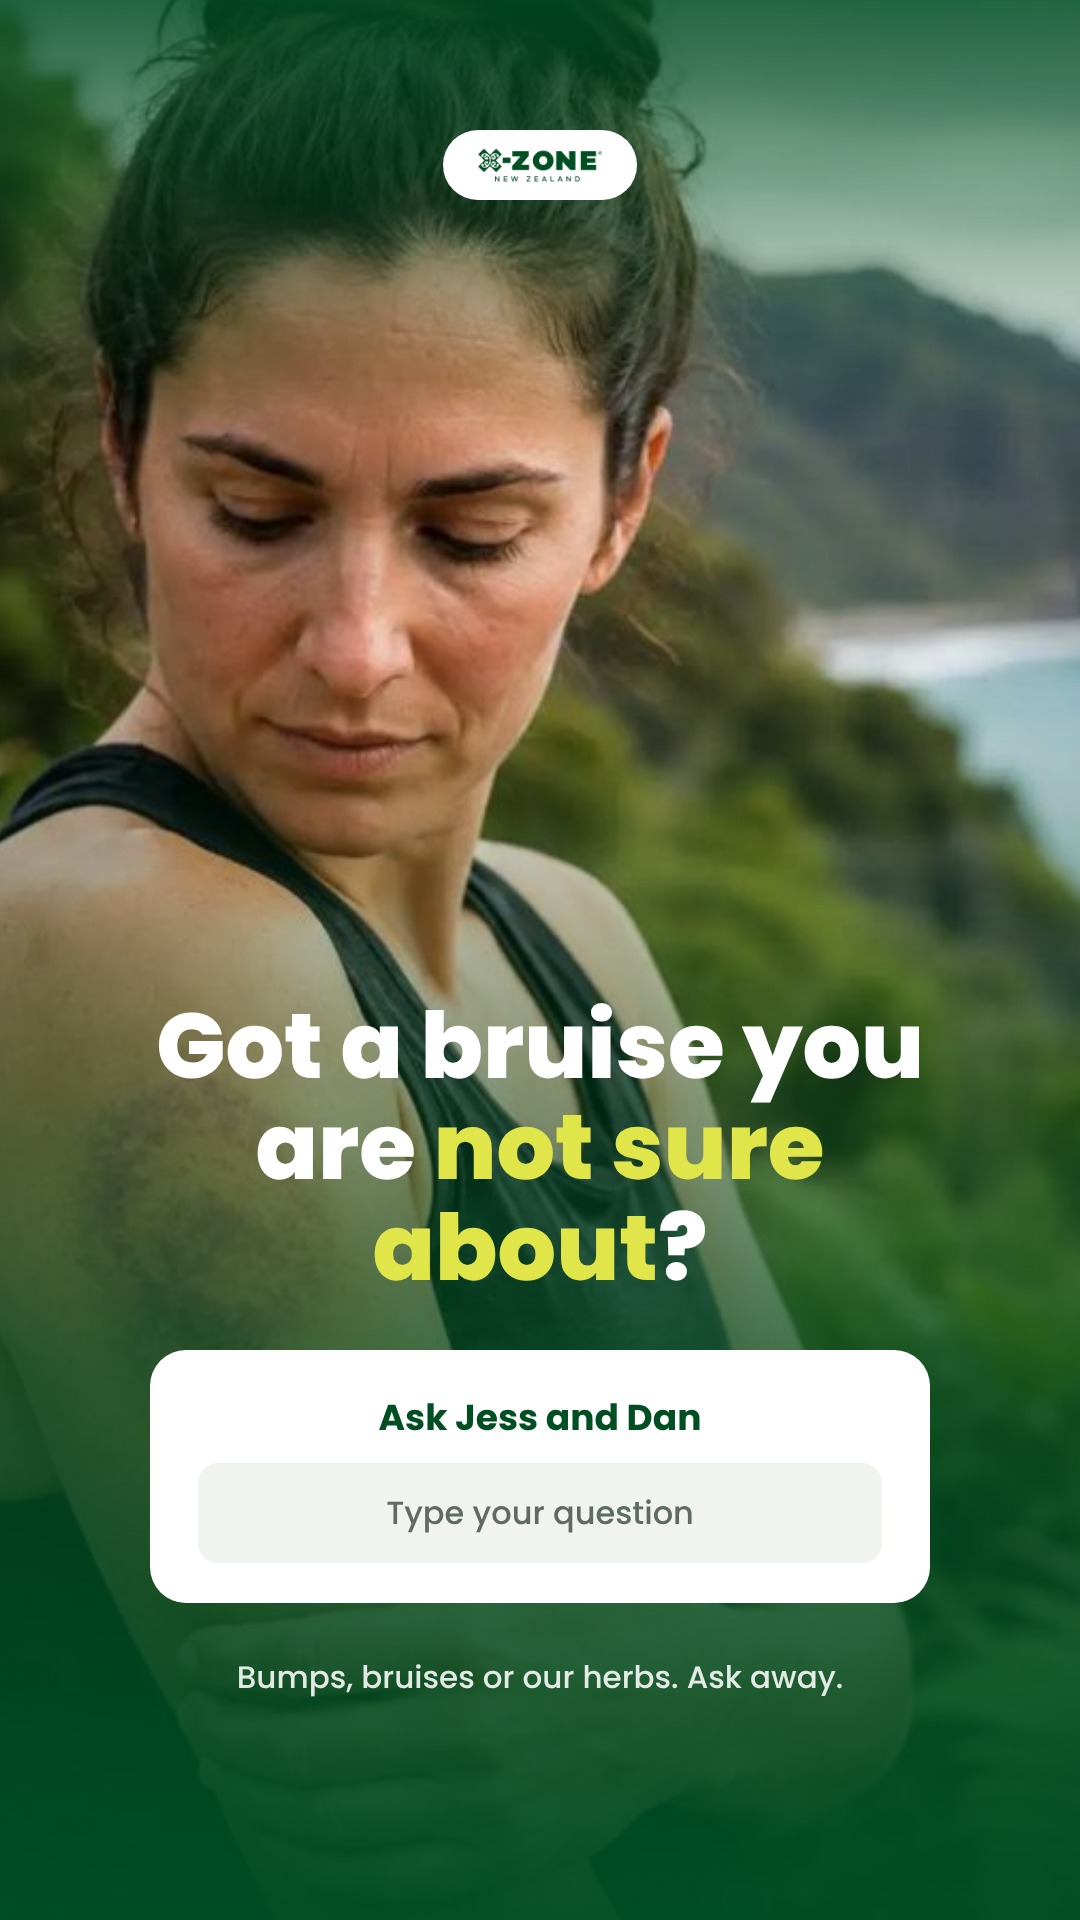 X-ZONE
NEW ZEALAND
Got a bruise you
are not sure
about?
Ask Jess and Dan
Type your question
Bumps, bruises or our herbs. Ask away.